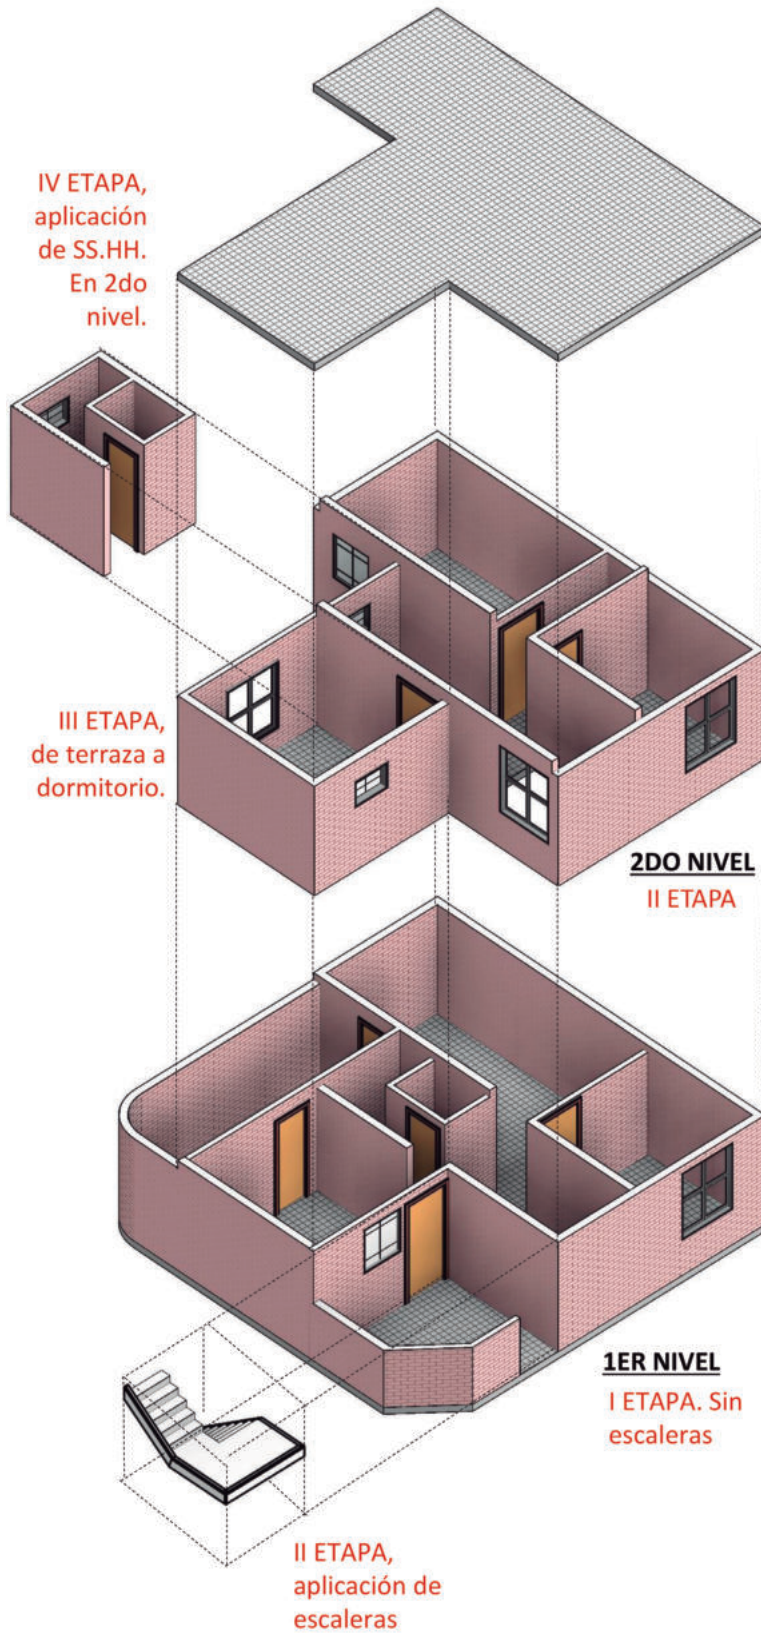 IV ETAPA,
aplicación
de SS.HH.
En 2do
nivel.
III ETAPA,
de terraza a
dormitorio.
2DO NIVEL
II ETAPA
1ER NIVEL
I ETAPA. Sin
escaleras
II ETAPA,
aplicación de
escaleras